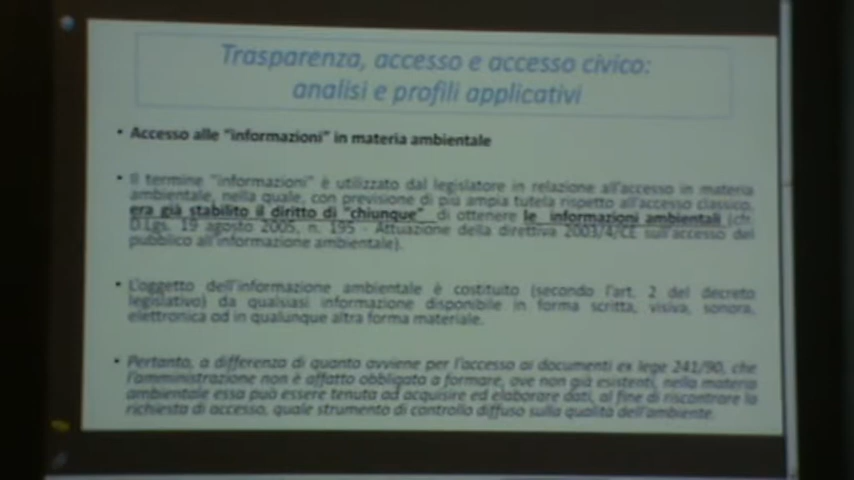 Trasparenza, accesso e accesso civico:
analisi e profili applicativi
• Accesso alle "informazioni" in materia ambientale
• Il termine "informazioni" è utilizzato dal legislatore in relazione all'accesso in materia
ambientale, nella quale, con previsione di più ampia tutela rispetto all'accesso classico,
era già stabilito il diritto di "chiunque" di ottenere le informazioni ambientali (cfr.
D.Lgs. 19 agosto 2005, n. 195 - Attuazione della direttiva 2003/4/CE sull'accesso del
pubblico all'informazione ambientale).
• L'oggetto dell'informazione ambientale è costituito (secondo l'art. 2 del decreto
legislativo) da qualsiasi informazione disponibile in forma scritta, visiva, sonora,
elettronica od in qualunque altra forma materiale.
• Pertanto, a differenza di quanto avviene per l'accesso ai documenti ex lege 241/90, che
l'amministrazione non è affatto obbligata a formare, ove non già esistenti, nella materia
ambientale essa può essere tenuta ad acquisire ed elaborare dati, al fine di riscontrare la
richiesta di accesso, quale strumento di controllo diffuso sulla qualità dell'ambiente.